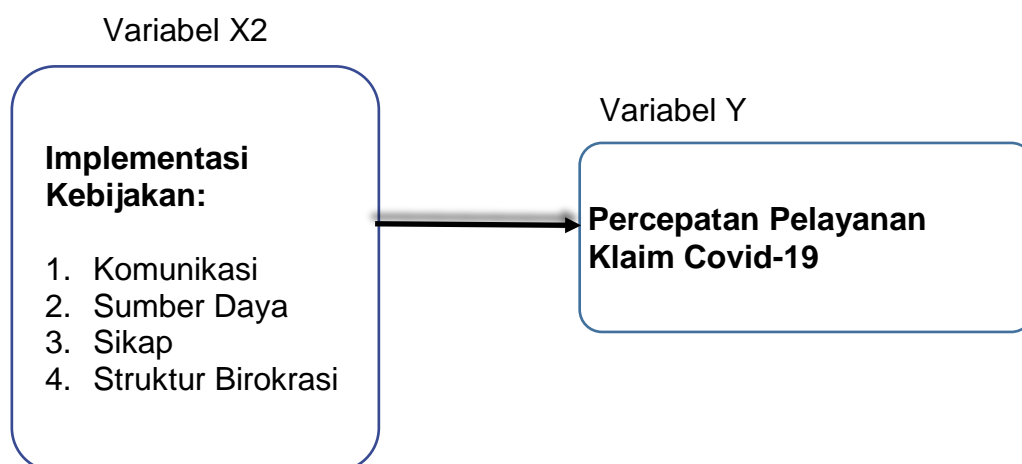 Variabel X2
Implementasi
Kebijakan:
1. Komunikasi
2. Sumber Daya
3. Sikap
4. Struktur Birokrasi
Variabel Y
Percepatan Pelayanan
Klaim Covid-19